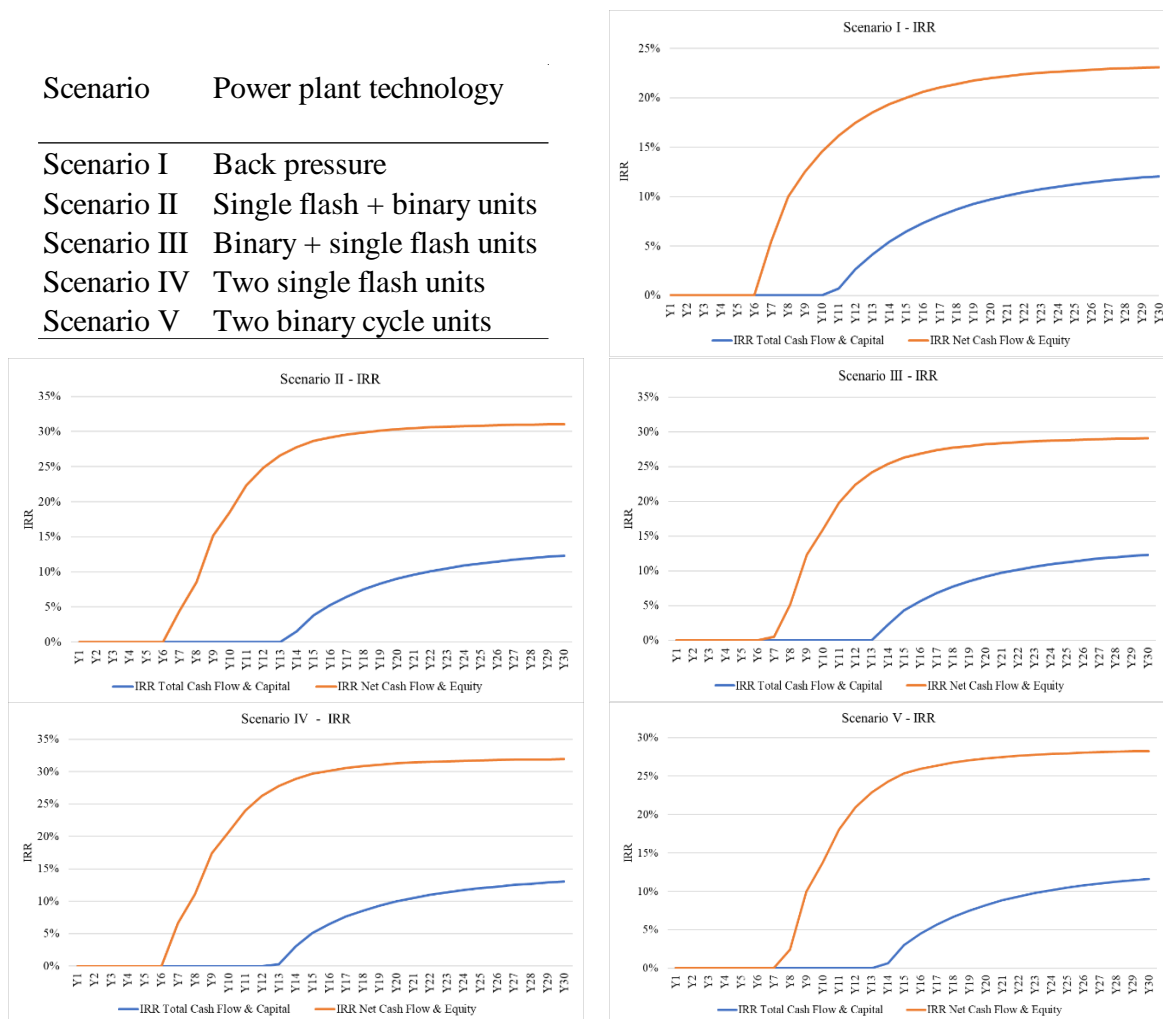 Scenario Power plant technology
Scenario I Back pressure
Scenario II Single flash + binary units
Scenario III Binary + single flash units
Scenario IV Two single flash units
Scenario V Two binary cycle units
Scenario I - IRR
25%
20%
15%
10%
5%
0%
IRR
Y1 Y2 Y3 Y4 Y5 Y6 Y7 Y8 Y9 Y10 Y11 Y12 Y13 Y14 Y15 Y16 Y17 Y18 Y19 Y20 Y21 Y22 Y23 Y24 Y25 Y26 Y27 Y28 Y29 Y30
IRR Total Cash Flow & Capital IRR Net Cash Flow & Equity
Scenario II - IRR
35%
30%
25%
20%
15%
10%
5%
0%
IRR
Y1 Y2 Y3 Y4 Y5 Y6 Y7 Y8 Y9 Y10 Y11 Y12 Y13 Y14 Y15 Y16 Y17 Y18 Y19 Y20 Y21 Y22 Y23 Y24 Y25 Y26 Y27 Y28 Y29 Y30
IRR Total Cash Flow & Capital IRR Net Cash Flow & Equity
Scenario III - IRR
35%
30%
25%
20%
15%
10%
5%
0%
IRR
Y1 Y2 Y3 Y4 Y5 Y6 Y7 Y8 Y9 Y10 Y11 Y12 Y13 Y14 Y15 Y16 Y17 Y18 Y19 Y20 Y21 Y22 Y23 Y24 Y25 Y26 Y27 Y28 Y29 Y30
IRR Total Cash Flow & Capital IRR Net Cash Flow & Equity
Scenario IV - IRR
35%
30%
25%
20%
15%
10%
5%
0%
IRR
Y1 Y2 Y3 Y4 Y5 Y6 Y7 Y8 Y9 Y10 Y11 Y12 Y13 Y14 Y15 Y16 Y17 Y18 Y19 Y20 Y21 Y22 Y23 Y24 Y25 Y26 Y27 Y28 Y29 Y30
IRR Total Cash Flow & Capital IRR Net Cash Flow & Equity
Scenario V - IRR
30%
25%
20%
15%
10%
5%
0%
IRR
Y1 Y2 Y3 Y4 Y5 Y6 Y7 Y8 Y9 Y10 Y11 Y12 Y13 Y14 Y15 Y16 Y17 Y18 Y19 Y20 Y21 Y22 Y23 Y24 Y25 Y26 Y27 Y28 Y29 Y30
IRR Total Cash Flow & Capital IRR Net Cash Flow & Equity